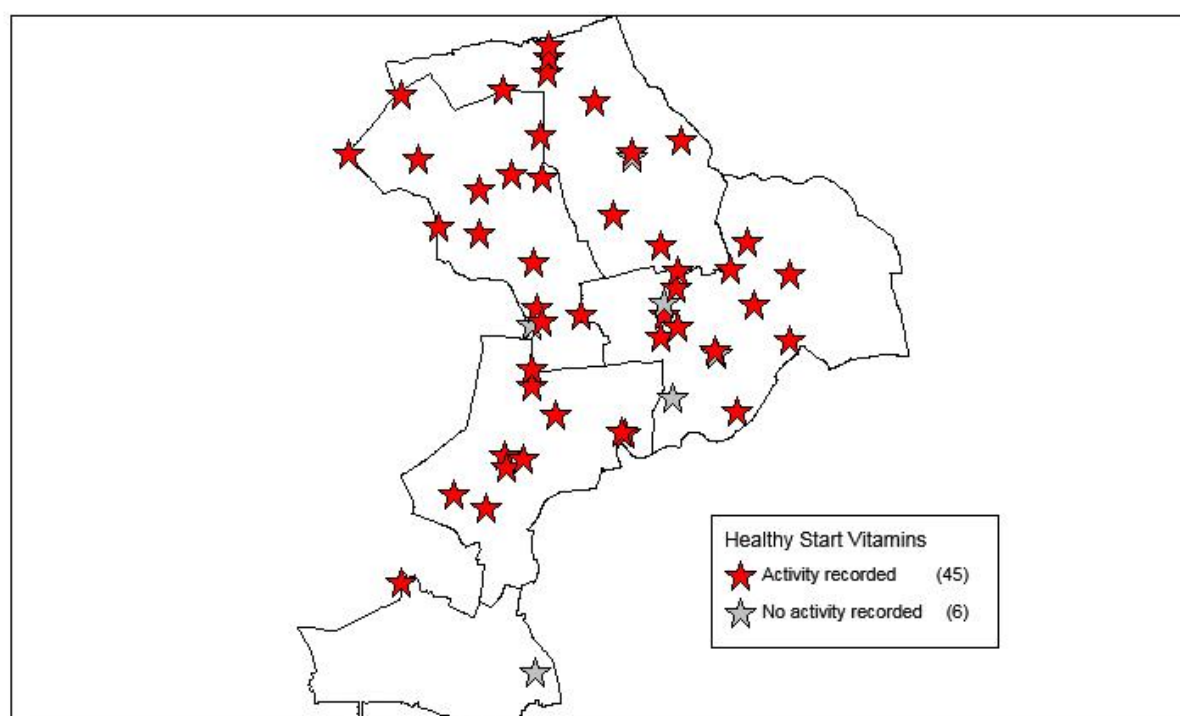 Healthy Start Vitamins
Activity recorded (45)
No activity recorded (6)